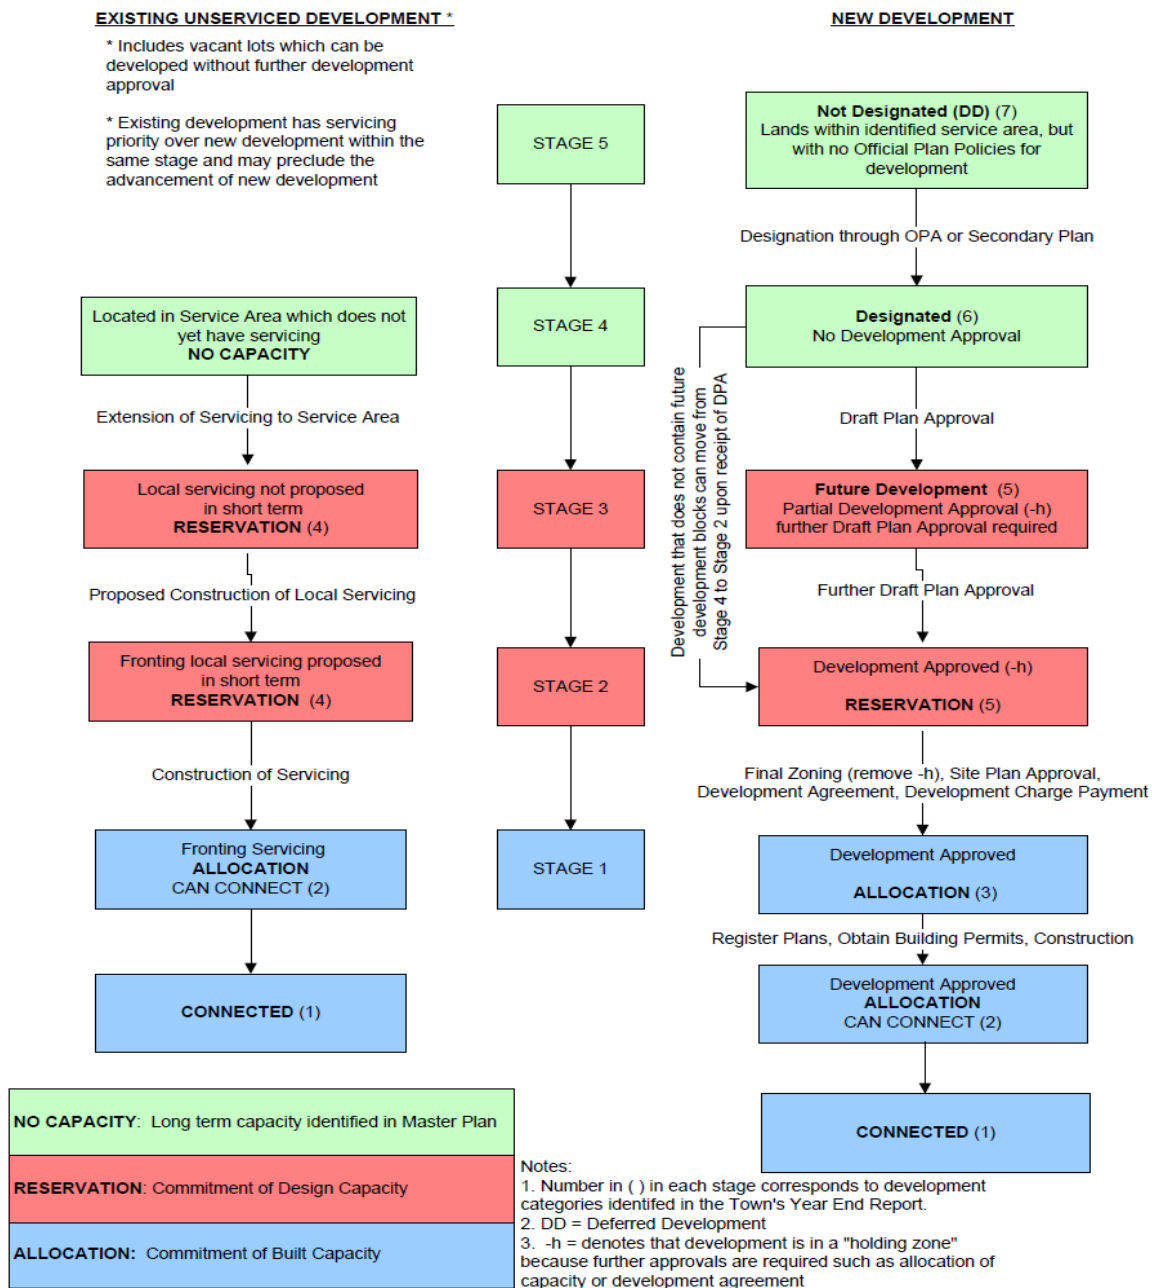 EXISTING UNSERVICED DEVELOPMENT *
* Includes vacant lots which can be
developed without further development
approval
* Existing development has servicing
priority over new development within the
same stage and may preclude the
advancement of new development
Located in Service Area which does not
yet have servicing
NO CAPACITY
Extension of Servicing to Service Area
Local servicing not proposed
in short term
RESERVATION (4)
Proposed Construction of Local Servicing
Fronting local servicing proposed
in short term
RESERVATION (4)
Construction of Servicing
Fronting Servicing
ALLOCATION
CAN CONNECT (2)
CONNECTED (1)
STAGE 5
STAGE 4
STAGE 3
STAGE 2
STAGE 1
NEW DEVELOPMENT
Not Designated (DD) (7)
Lands within identified service area, but
with no Official Plan Policies for
development
Designation through OPA or Secondary Plan
Designated (6)
No Development Approval
Development that does not contain future
development blocks can move from
Stage 4 to Stage 2 upon receipt of DPA
Draft Plan Approval
Future Development (5)
Partial Development Approval (-h)
further Draft Plan Approval required
Further Draft Plan Approval
Development Approved (-h)
RESERVATION (5)
Final Zoning (remove -h), Site Plan Approval,
Development Agreement, Development Charge Payment
Development Approved
ALLOCATION (3)
Register Plans, Obtain Building Permits, Construction
Development Approved
ALLOCATION
CAN CONNECT (2)
CONNECTED (1)
NO CAPACITY: Long term capacity identified in Master Plan
RESERVATION: Commitment of Design Capacity
ALLOCATION: Commitment of Built Capacity
Notes:
1. Number in ( ) in each stage corresponds to development
categories identifed in the Town's Year End Report.
2. DD = Deferred Development
3. -h = denotes that development is in a "holding zone"
because further approvals are required such as allocation of
capacity or development agreement